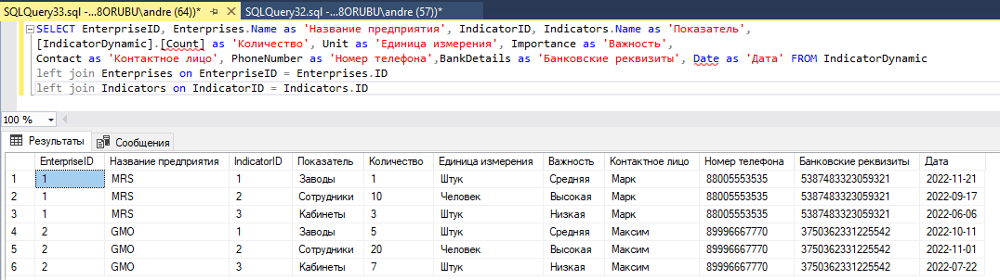 SQLQuery33.sql -...8ORUBU\andre (64))* SQLQuery32.sql -...8ORUBU\andre (57))*
SELECT EnterpriseID, Enterprises.Name as 'Название предприятия', IndicatorID, Indicators.Name as 'Показатель',
[IndicatorDynamic].[Count] as 'Количество', Unit as 'Единица измерения', Importance as 'Важность',
Contact as 'Контактное лицо', PhoneNumber as 'Номер телефона',BankDetails as 'Банковские реквизиты', Date as 'Дата' FROM IndicatorDynamic
left join Enterprises on EnterpriseID = Enterprises.ID
left join Indicators on IndicatorID = Indicators.ID
100 %
Результаты Сообщения
EnterpriseID Название предприятия IndicatorID Показатель Количество Единица измерения Важность Контактное лицо Номер телефона Банковские реквизиты Дата
1 1 MRS 1 Заводы 1 Штук Средняя Марк 88005553535 5387483323059321 2022-11-21
2 1 MRS 2 Сотрудники 10 Человек Высокая Марк 88005553535 5387483323059321 2022-09-17
3 1 MRS 3 Кабинеты 3 Штук Низкая Марк 88005553535 5387483323059321 2022-06-06
4 2 GMO 1 Заводы 5 Штук Средняя Максим 89996667770 3750362331225542 2022-10-11
5 2 GMO 2 Сотрудники 20 Человек Высокая Максим 89996667770 3750362331225542 2022-11-01
6 2 GMO 3 Кабинеты 7 Штук Низкая Максим 89996667770 3750362331225542 2022-07-22